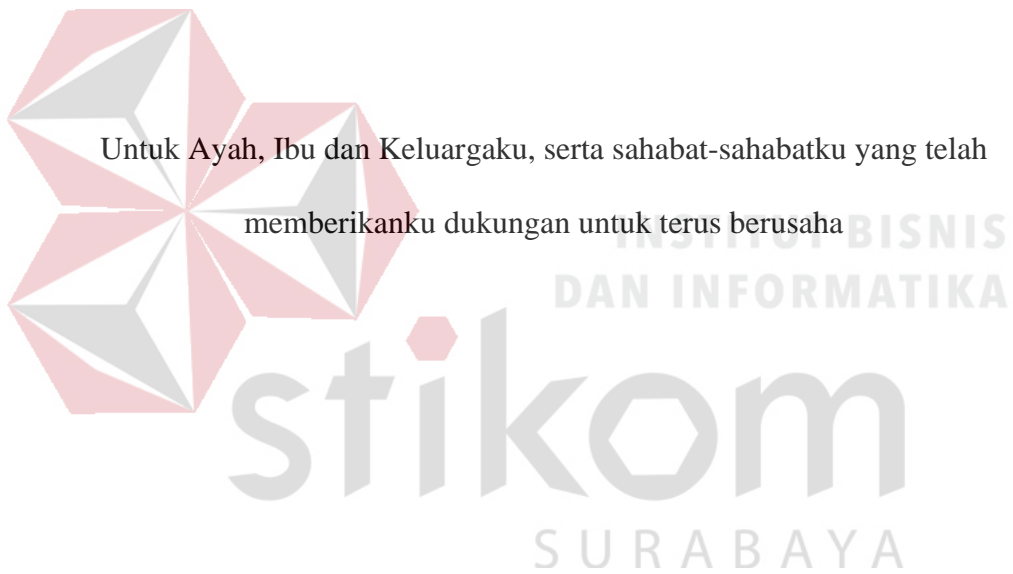 Untuk Ayah, Ibu dan Keluargaku, serta sahabat-sahabatku yang telah
memberikanku dukungan untuk terus berusaha
INSTITUT BISNIS
DAN INFORMATIKA
stikom
SURABAYA